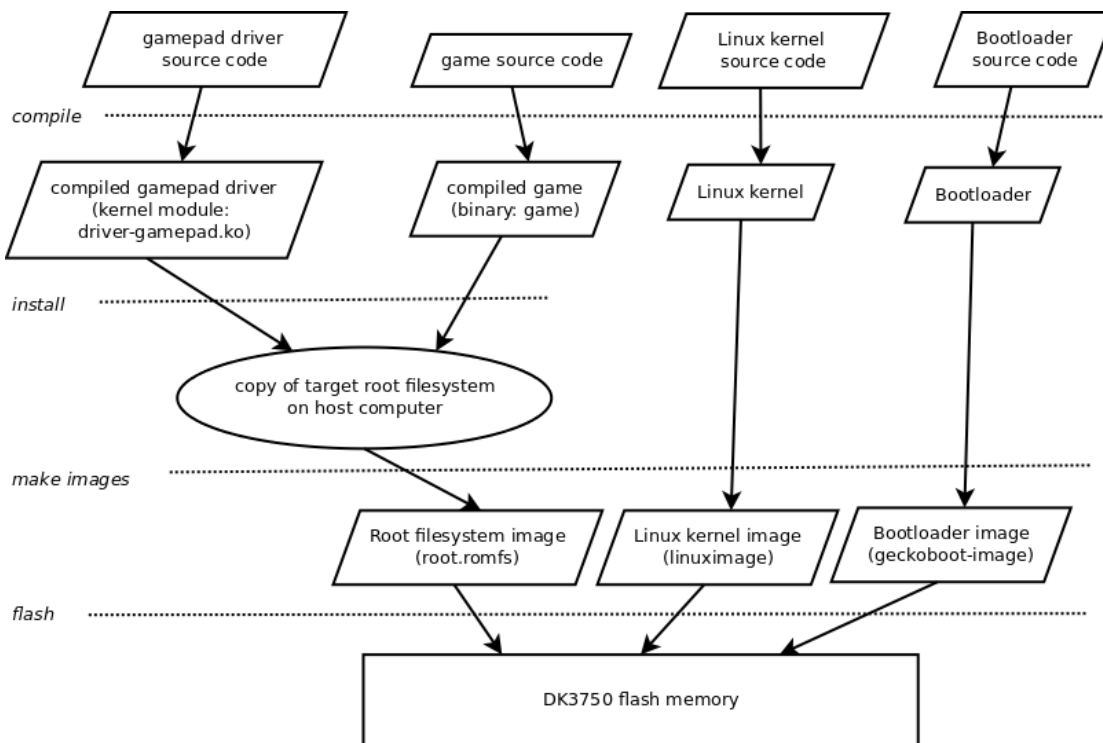 gamepad driver
source code
game source code
Linux kernel
source code
Bootloader
source code
compile
compiled gamepad driver
(kernel module:
driver-gamepad.ko)
compiled game
(binary: game)
Linux kernel
Bootloader
install
copy of target root filesystem
on host computer
make images
Root filesystem image
(root.romfs)
Linux kernel image
(linuximage)
Bootloader image
(geckoboot-image)
flash
DK3750 flash memory